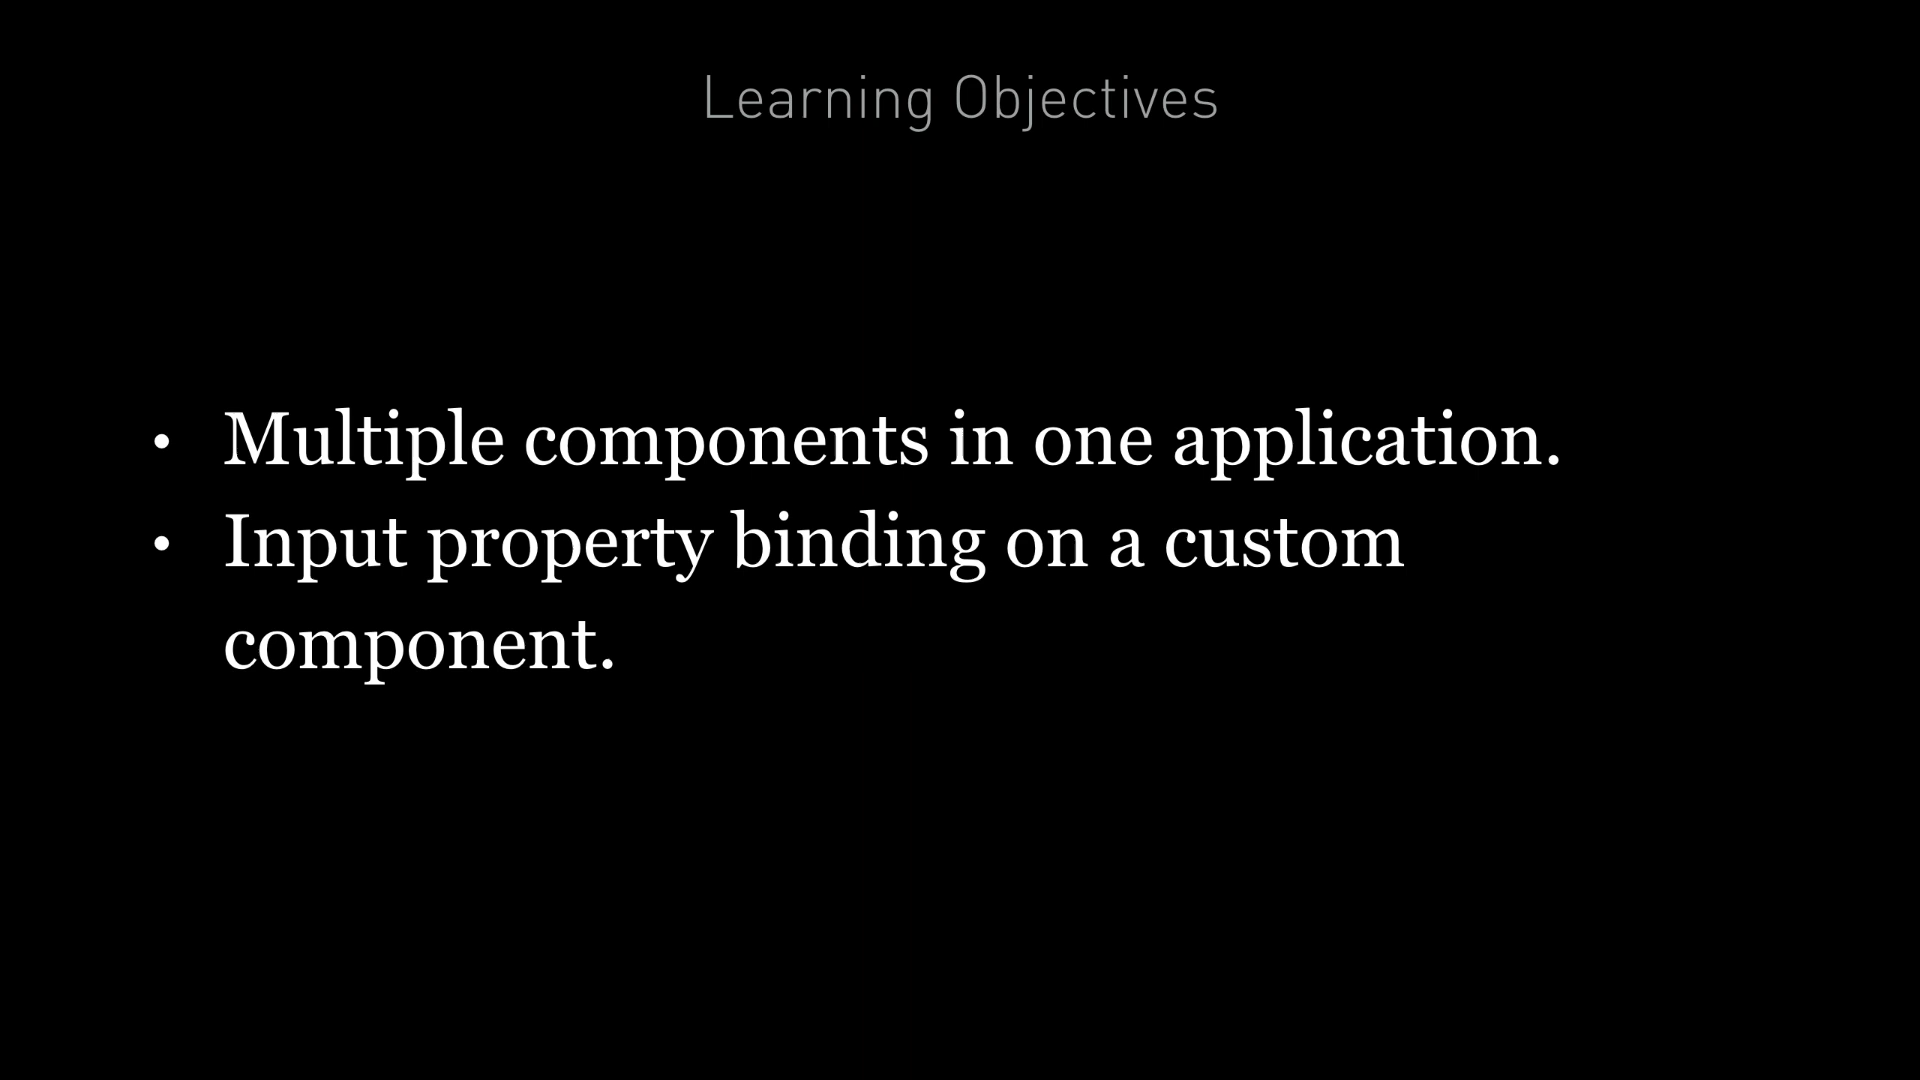 Learning Objectives
• Multiple components in one application.
• Input property binding on a custom
component.